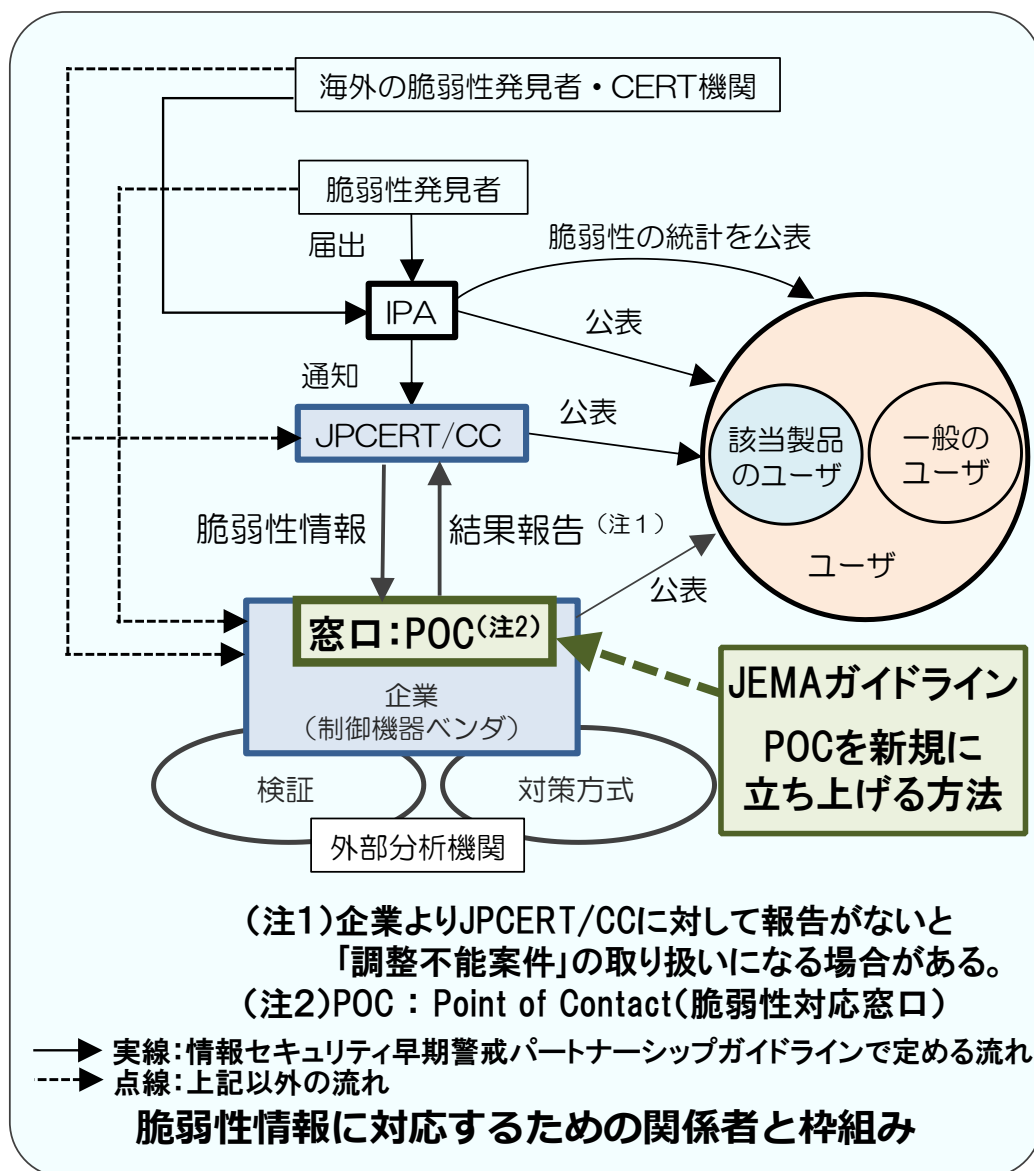 海外の脆弱性発見者・CERT機関
脆弱性発見者
届出
脆弱性の統計を公表
IPA
公表
通知
JPCERT/CC
公表
該当製品
のユーザ
一般の
ユーザ
脆弱性情報
結果報告（注１）
ユーザ
公表
窓口：POC(注2)
企業
（制御機器ベンダ）
JEMAガイドライン
POCを新規に
立ち上げる方法
検証
対策方式
外部分析機関
（注1）企業よりJPCERT/CCに対して報告がないと
「調整不能案件」の取り扱いになる場合がある。
（注2）POC：Point of Contact（脆弱性対応窓口）
実線：情報セキュリティ早期警戒パートナーシップガイドラインで定める流れ
点線：上記以外の流れ
脆弱性情報に対応するための関係者と枠組み